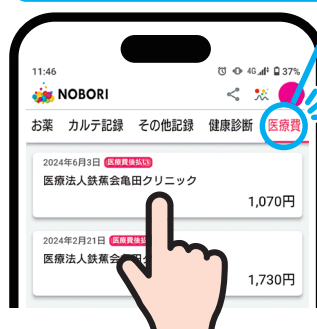 11:46 4G 37%
NOBORI
お薬 カルテ記録 その他記録 健康診断 医療費
2024年6月3日 医療費後払い
医療法人鉄蕉会亀田クリニック
1,070円
2024年2月21日 医療費後払
医療法人鉄蕉会
1,730円